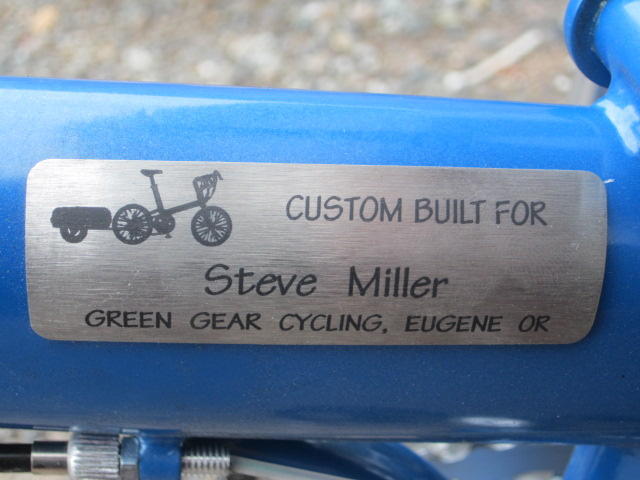 CUSTOM BUILT FOR
Steve Miller
GREEN GEAR CYCLING, EUGENE OR